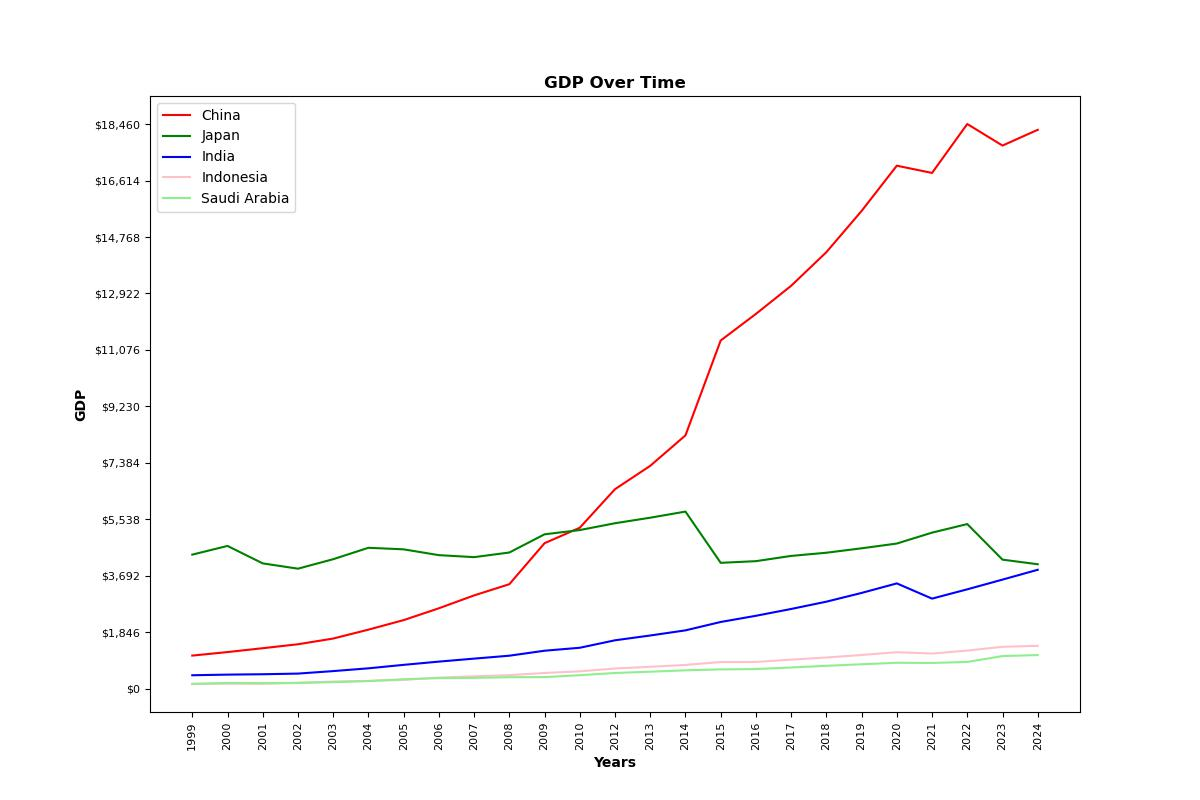 GDP Over Time
China
Japan
India
Indonesia
Saudi Arabia
$18,460
$16,614
$14,768
$12,922
$11,076
$9,230
$7,384
$5,538
$3,692
$1,846
$0
GDP
1999 2000 2001 2002 2003 2004 2005 2006 2007 2008 2009 2010 2012 2013 2014 2015 2016 2017 2018 2019 2020 2021 2022 2023 2024
Years